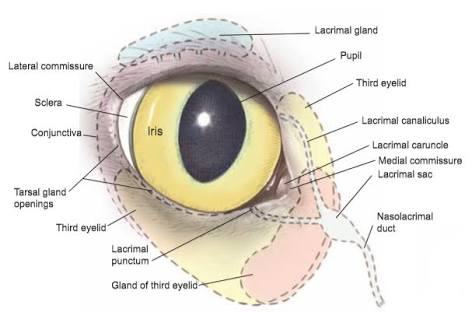 Lacrimal gland
Pupil
Lateral commissure
Third eyelid
Sclera
Lacrimal canaliculus
Iris
Conjunctiva
Lacrimal caruncle
Medial commissure
Lacrimal sac
Tarsal gland
openings
Nasolacrimal
duct
Third eyelid
Lacrimal
punctum
Gland of third eyelid